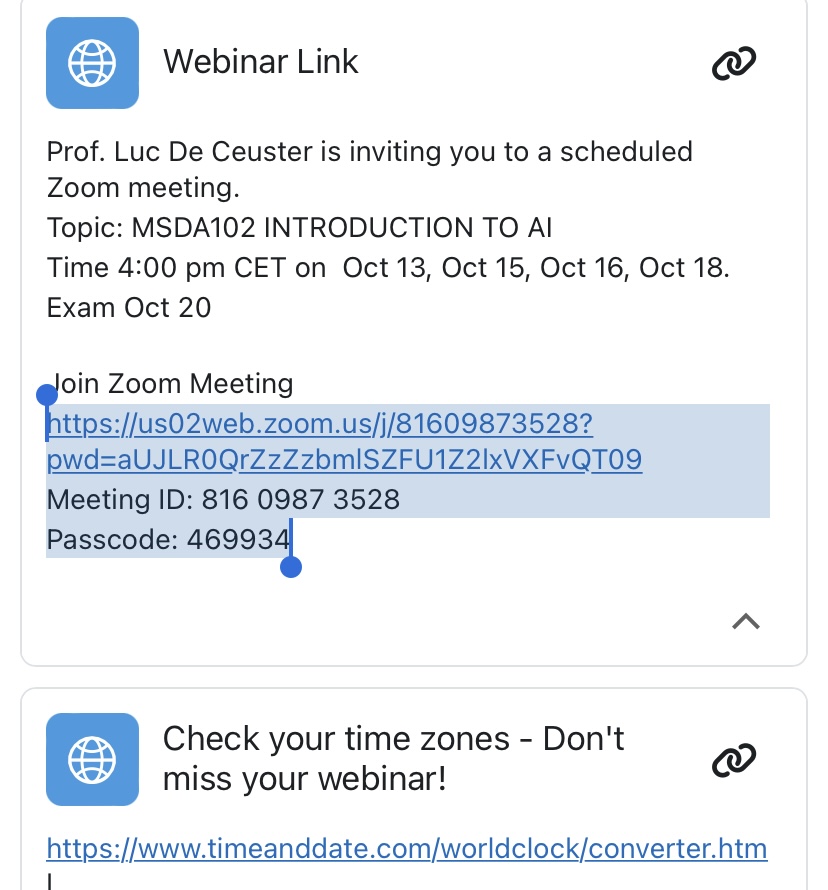 Webinar Link
Prof. Luc De Ceuster is inviting you to a scheduled
Zoom meeting.
Topic: MSDA102 INTRODUCTION TO AI
Time 4:00 pm CET on  Oct 13, Oct 15, Oct 16, Oct 18.
Exam Oct 20
Join Zoom Meeting
https://us02web.zoom.us/j/81609873528?
pwd=aUJLR0QrZzZzbmlSZFU1Z2lxVXFvQT09
Meeting ID: 816 0987 3528
Passcode: 469934
Check your time zones - Don't
miss your webinar!
https://www.timeanddate.com/worldclock/converter.htm
l